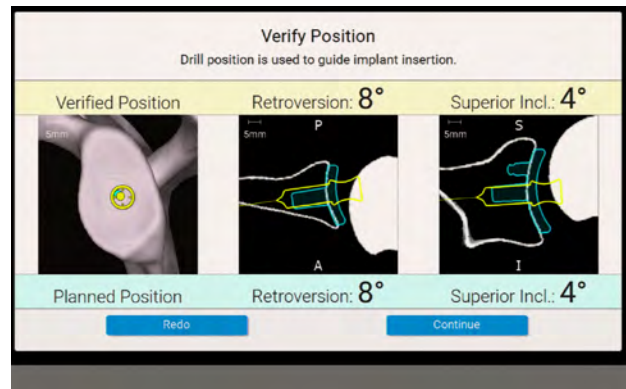 Verify Position
Drill position is used to guide implant insertion.
Verified Position Retroversion: 8° Superior Incl.: 4°
5mm 5mm P 5mm S
A I
Planned Position Retroversion: 8° Superior Incl.: 4°
Redo Continue